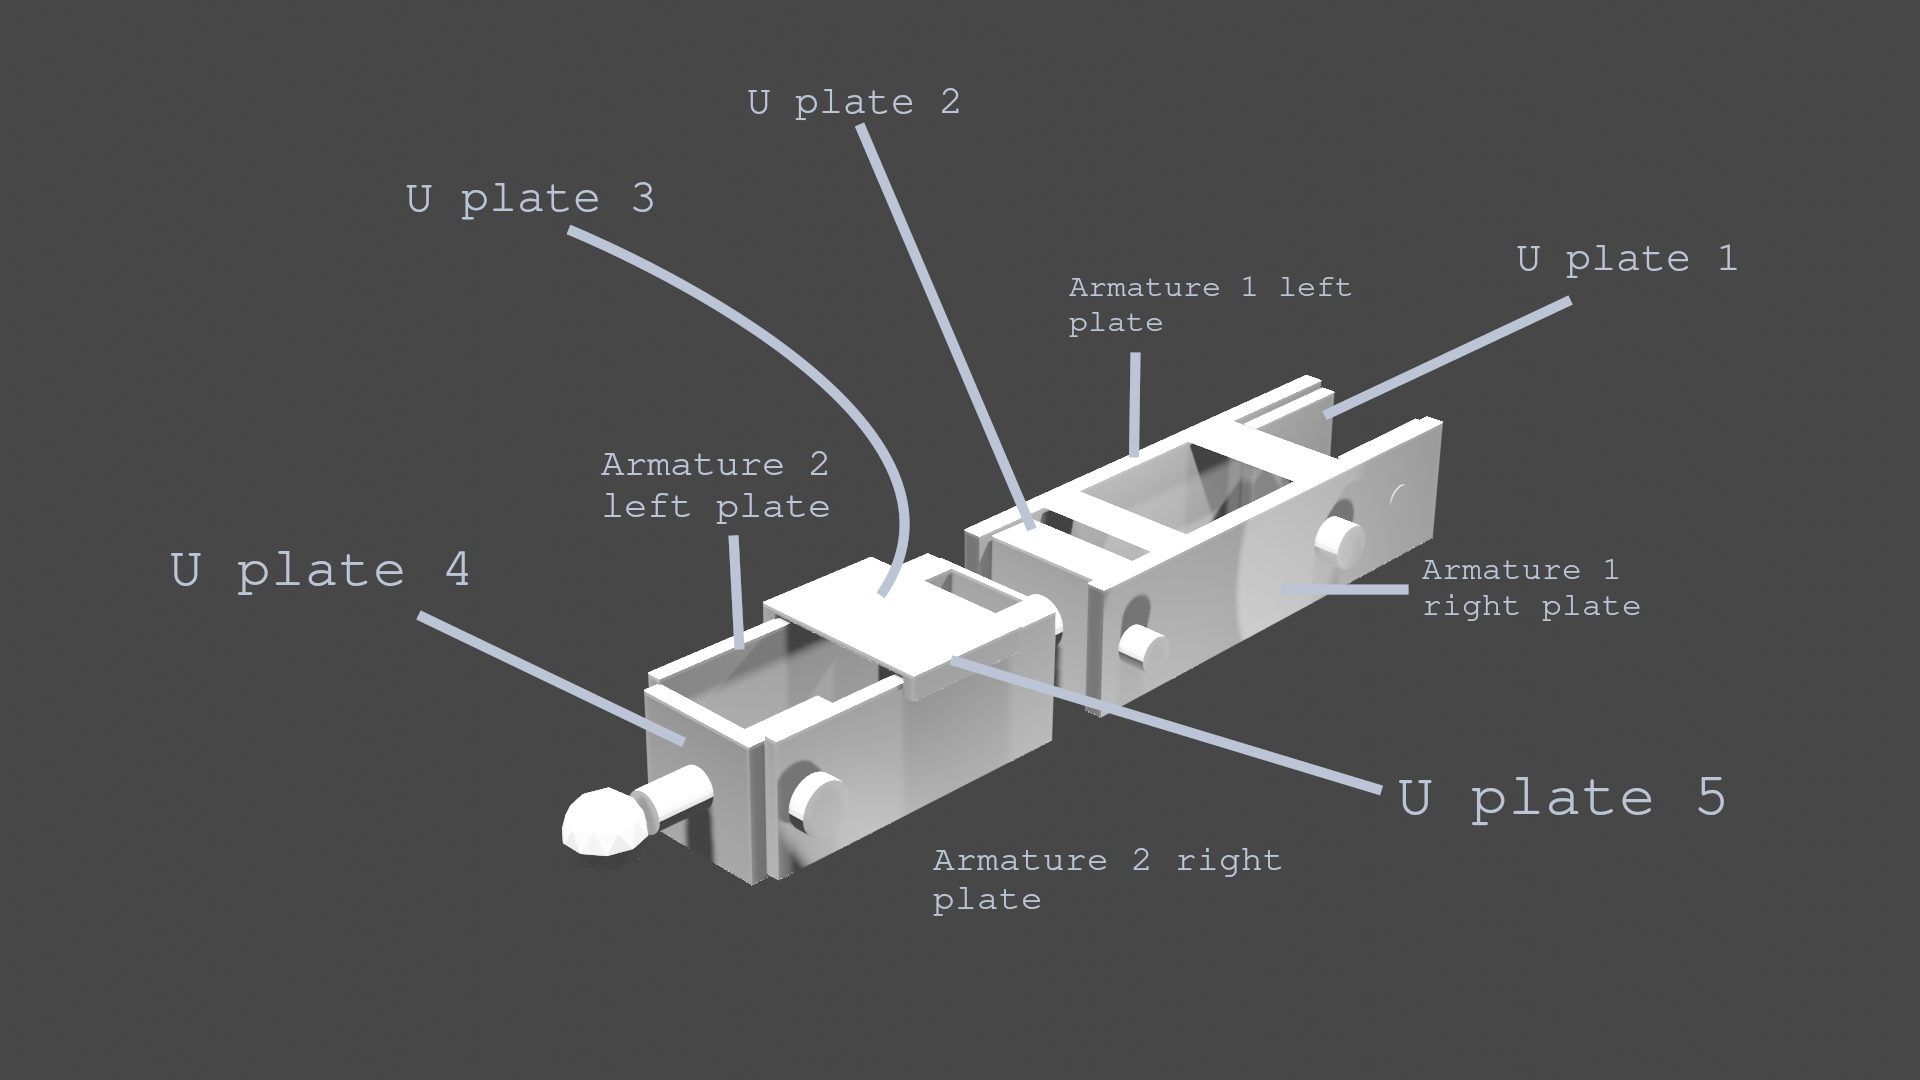 U plate 2
U plate 3
U plate 1
Armature 1 left
plate
Armature 2
left plate
U plate 4
Armature 1
right plate
U plate 5
Armature 2 right
plate